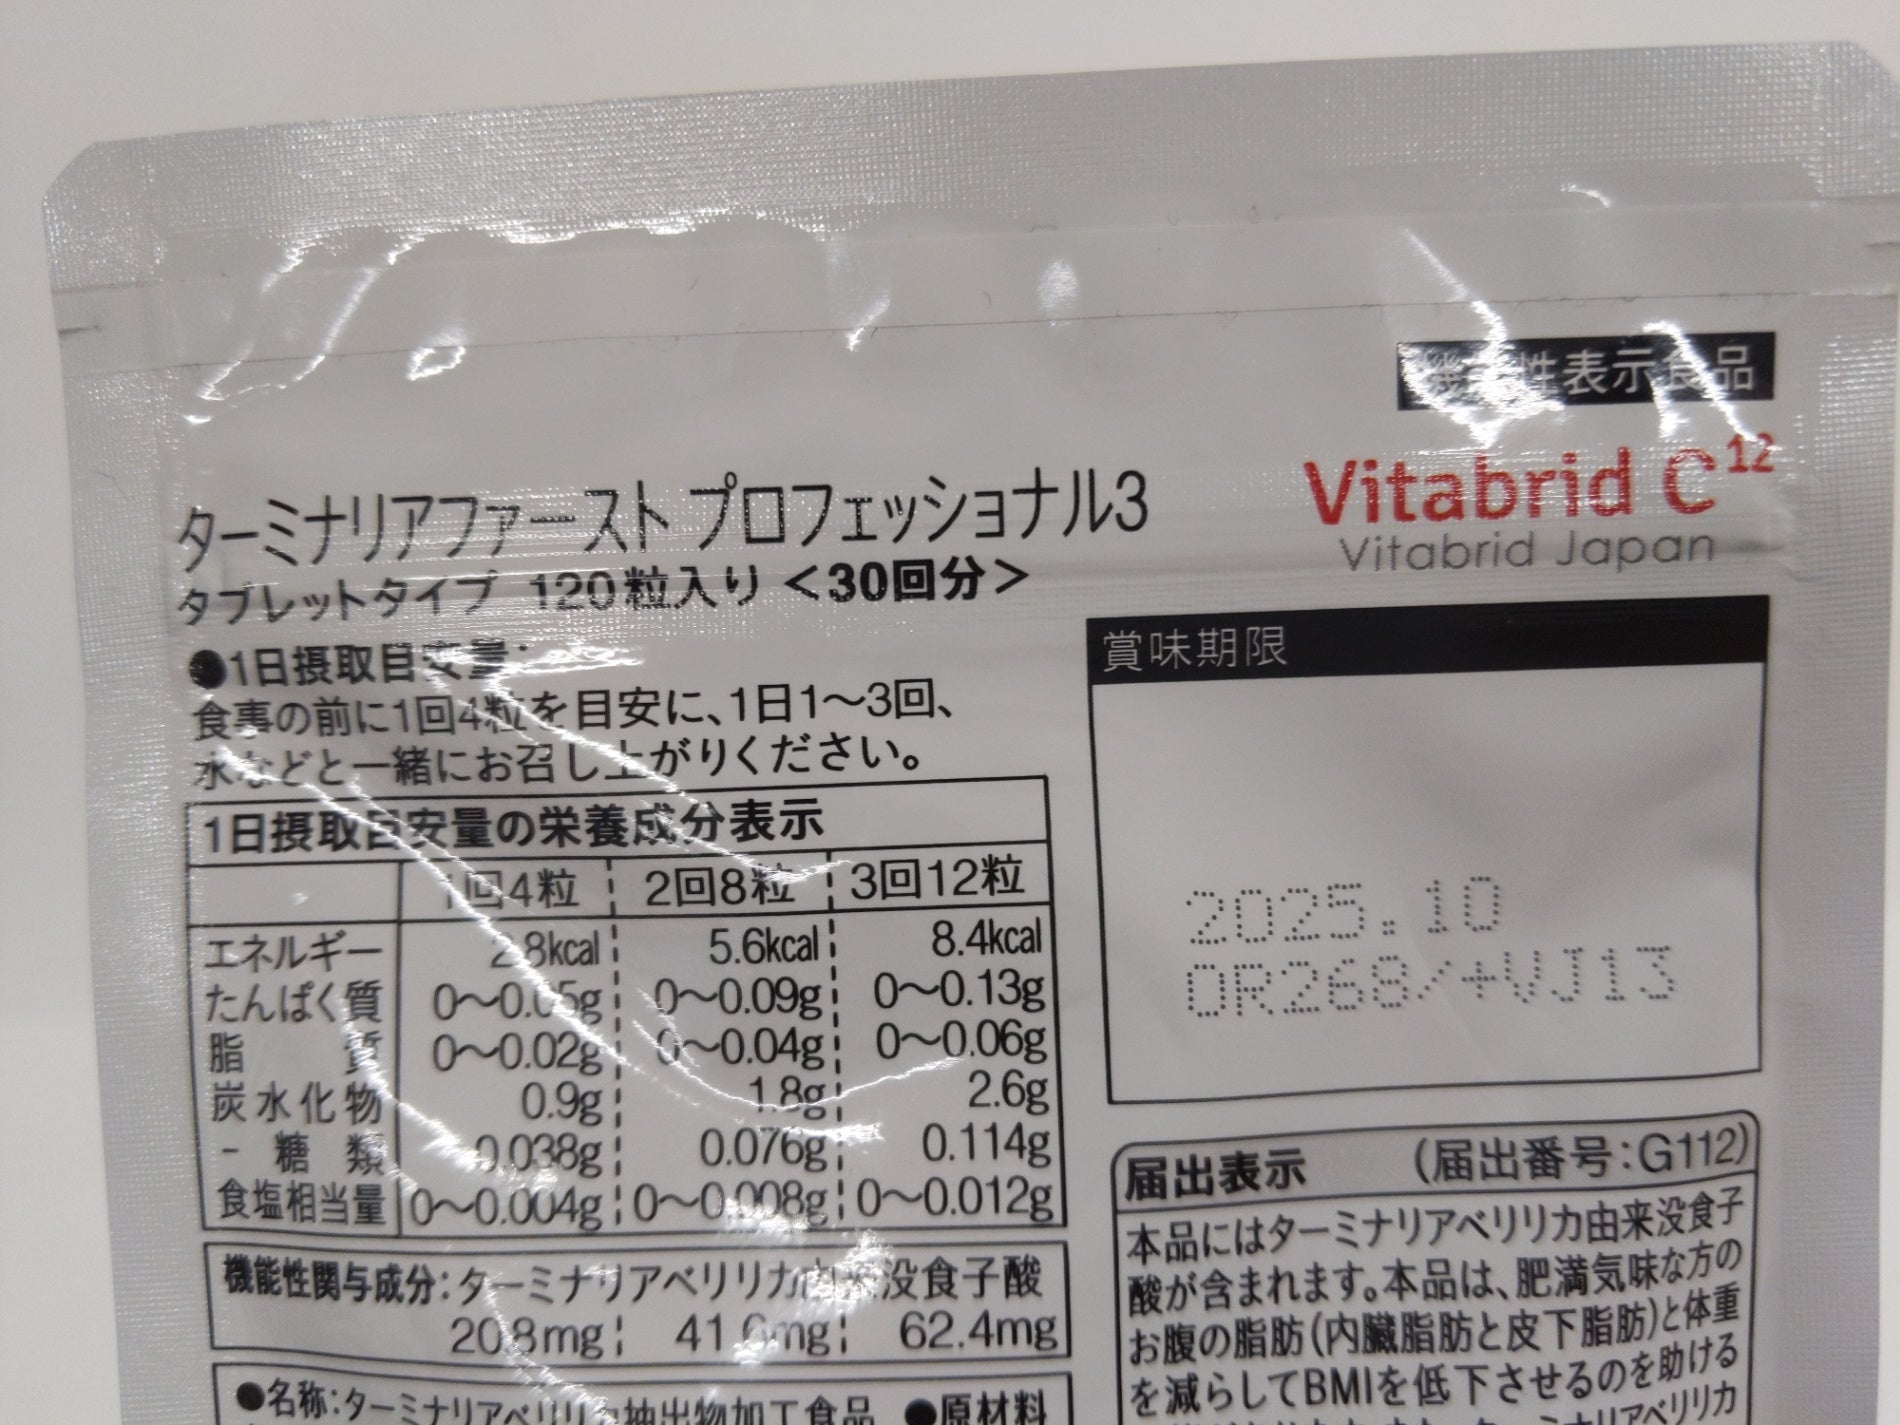 機能性表示食品
Vitabrid C12
Vitabrid Japan
ターミナリアファースト プロフェッショナル3
タブレットタイプ 120粒入り <30回分>
●1日摂取目安量:
食事の前に1回4粒を目安に、1日1〜3回、
水などと一緒にお召し上がりください。
1日摂取目安量の栄養成分表示
1回4粒 2回8粒 3回12粒
エネルギー 2.8kcal 5.6kcal 8.4kcal
たんぱく質 0〜0.05g 0〜0.09g 0〜0.13g
脂質 0〜0.02g 0〜0.04g 0〜0.06g
炭水化物 0.9g 1.8g 2.6g
- 糖類 0.038g 0.076g 0.114g
食塩相当量 0〜0.004g 0〜0.008g 0〜0.012g
機能性関与成分:ターミナリアベリリカ由来没食子酸
20.8mg 41.6mg 62.4mg
●名称:ターミナリアベリリカ抽出物加工食品 ●原材料
賞味期限
2025.10
OR268/+VJ13
届出表示 (届出番号:G112)
本品にはターミナリアベリリカ由来没食子
酸が含まれます。本品は、肥満気味な方の
お腹の脂肪(内臓脂肪と皮下脂肪)と体重
を減らしてBMIを低下させるのを助ける
ターミナリアベリリカ